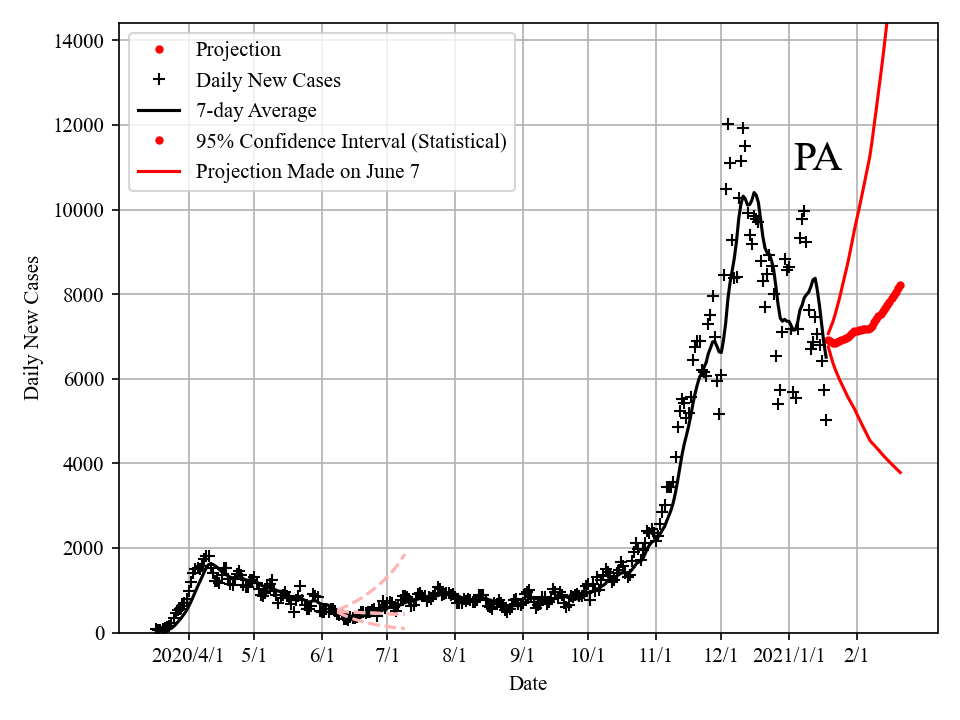 14000
12000
10000
8000
6000
4000
2000
0
Daily New Cases
Projection
Daily New Cases
7-day Average
95% Confidence Interval (Statistical)
Projection Made on June 7
PA
2020/4/1 5/1 6/1 7/1 8/1 9/1 10/1 11/1 12/1 2021/1/1 2/1
Date